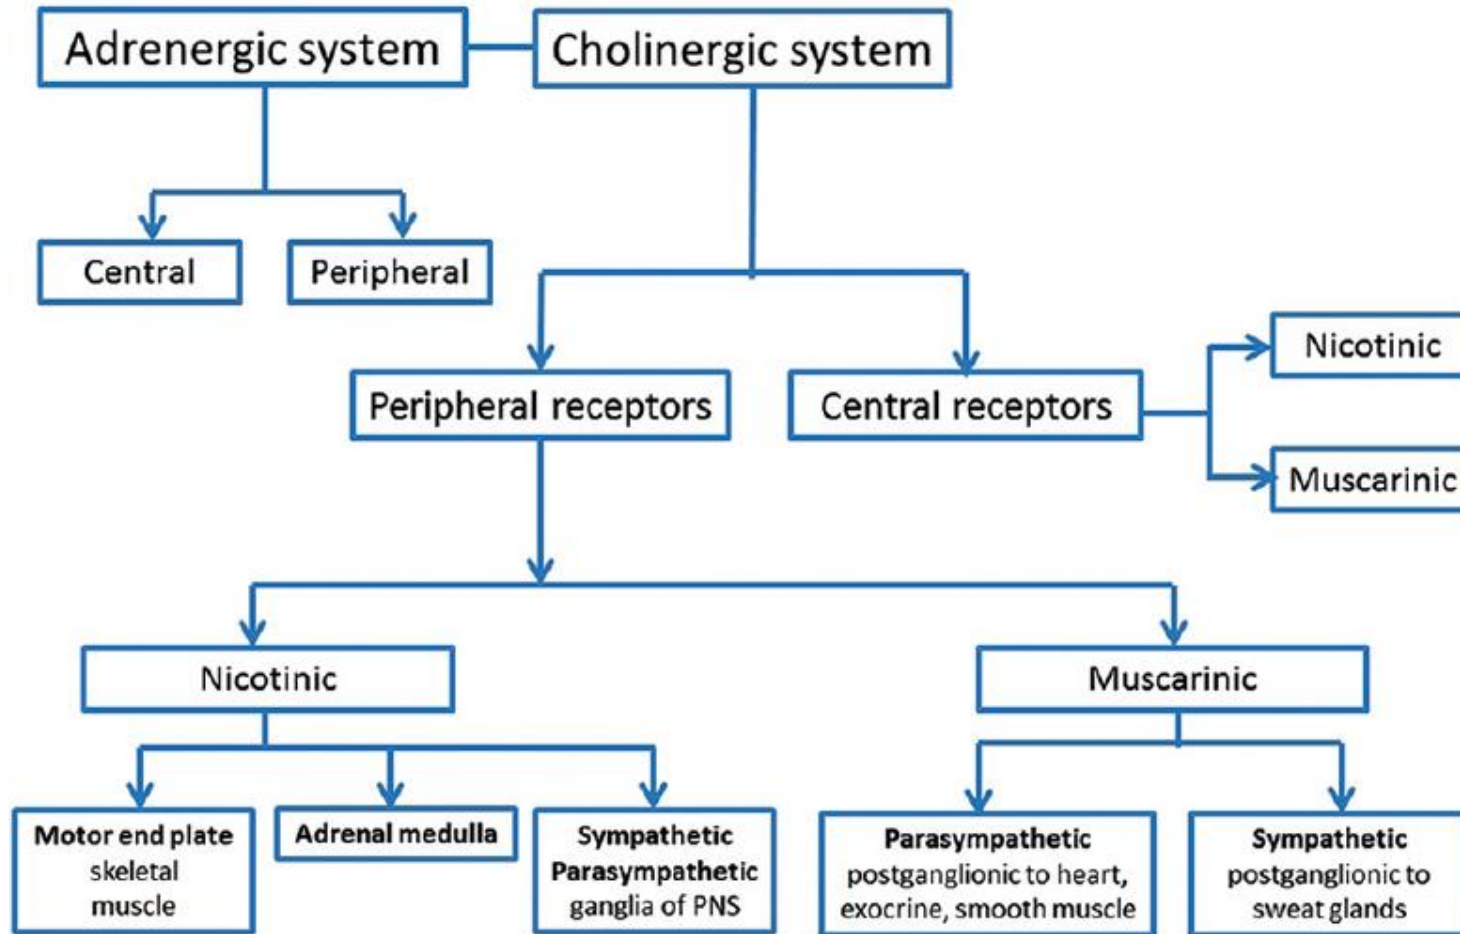 Adrenergic system
Cholinergic system
Central
Peripheral
Peripheral receptors
Central receptors
Nicotinic
Muscarinic
Nicotinic
Muscarinic
Motor end plate
skeletal
muscle
Adrenal medulla
Sympathetic
Parasympathetic
ganglia of PNS
Parasympathetic
postganglionic to heart,
exocrine, smooth muscle
Sympathetic
postganglionic to
sweat glands